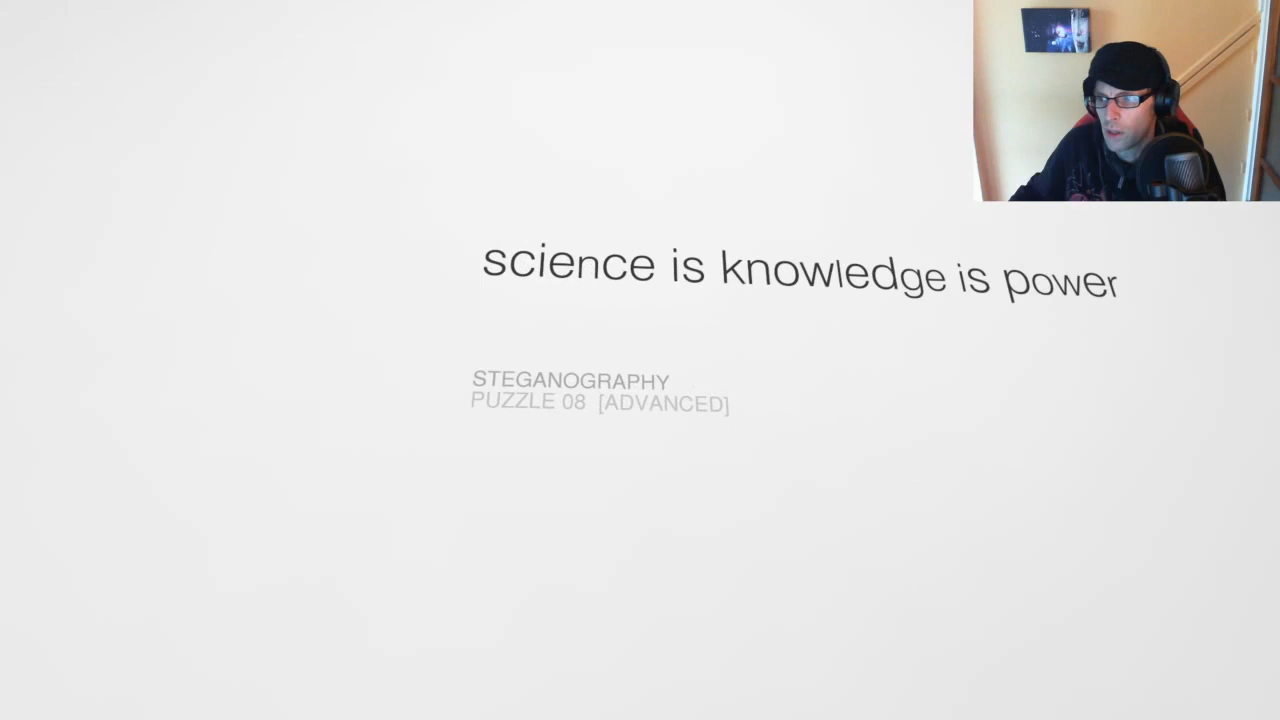 science is knowledge is power
STEGANOGRAPHY
PUZZLE 08 [ADVANCED]